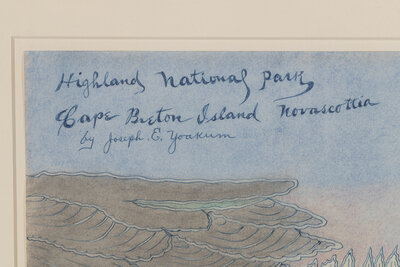 Highland National park
Cape Breton Island Novascottia
by Joseph. E. Yoakum